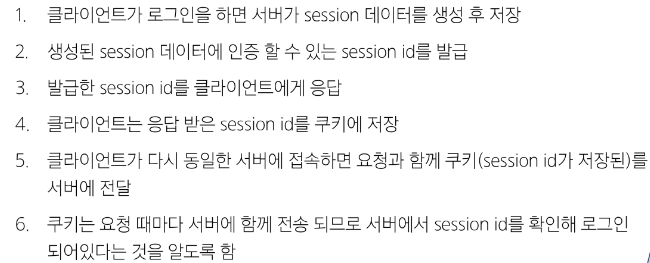 1. 클라이언트가 로그인을 하면 서버가 session 데이터를 생성 후 저장
2. 생성된 session 데이터에 인증 할 수 있는 session id를 발급
3. 발급한 session id를 클라이언트에게 응답
4. 클라이언트는 응답 받은 session id를 쿠키에 저장
5. 클라이언트가 다시 동일한 서버에 접속하면 요청과 함께 쿠키(session id가 저장된)를
서버에 전달
6. 쿠키는 요청 때마다 서버에 함께 전송 되므로 서버에서 session id를 확인해 로그인
되어있다는 것을 알도록 함